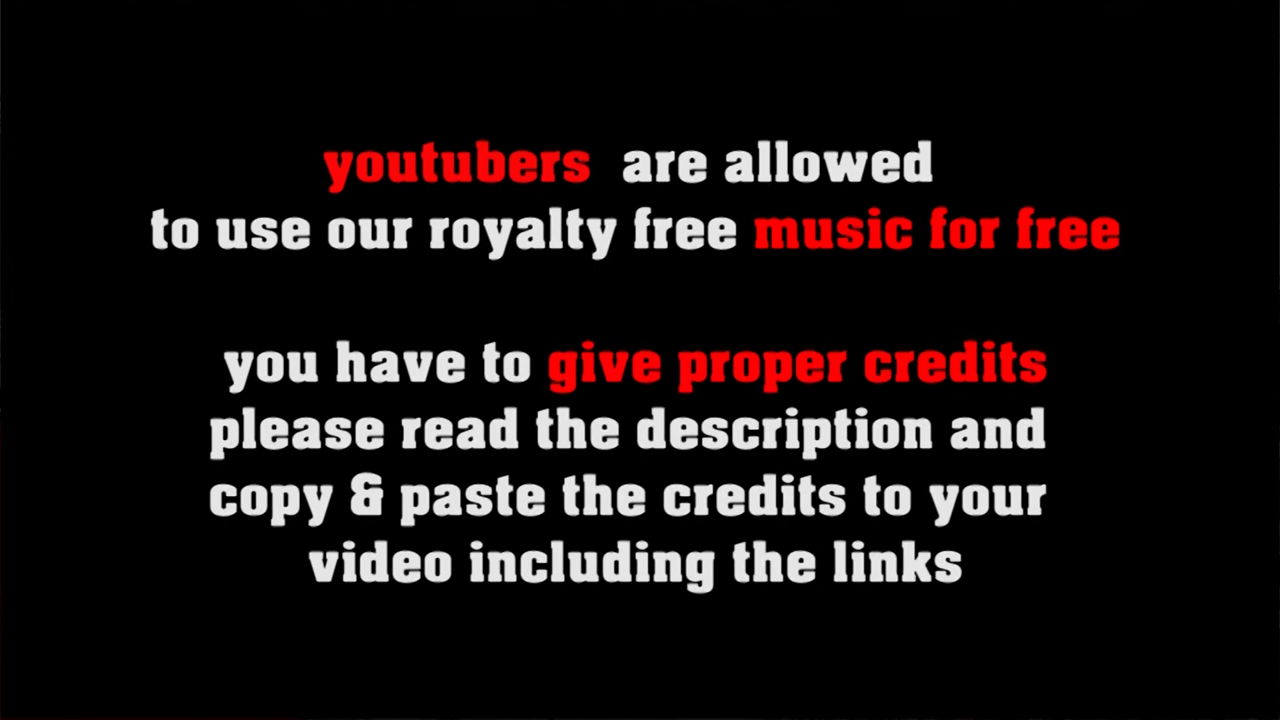 youtubers are allowed
to use our royalty free music for free
you have to give proper credits
please read the description and
copy & paste the credits to your
video including the links